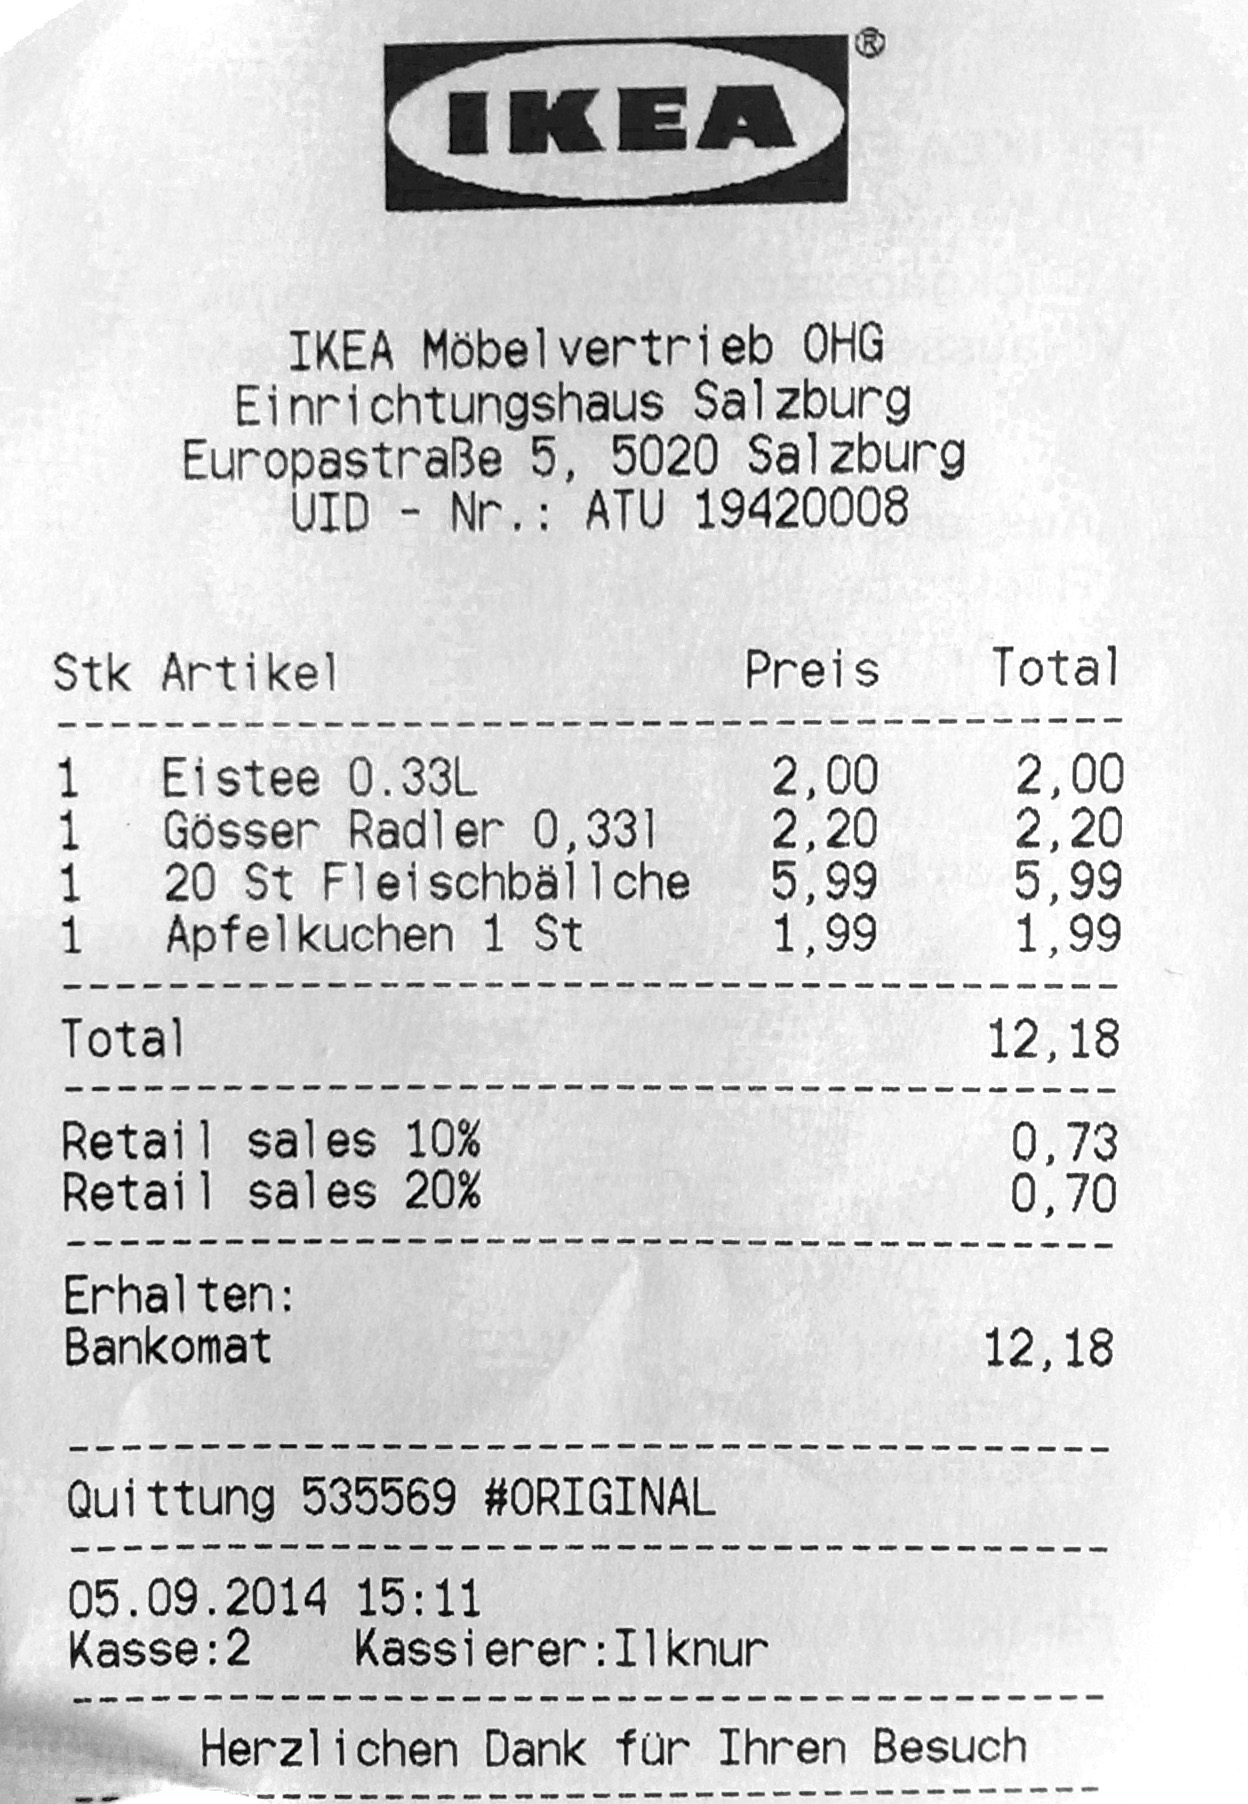 IKEA ®
IKEA Möbelvertrieb OHG
Einrichtungshaus Salzburg
Europastraße 5, 5020 Salzburg
UID - Nr.: ATU 19420008
Stk Artikel Preis Total
----------------------------------------
1 Eistee 0.33L 2,00 2,00
1 Gösser Radler 0,33l 2,20 2,20
1 20 St Fleischbällche 5,99 5,99
1 Apfelkuchen 1 St 1,99 1,99
----------------------------------------
Total 12,18
----------------------------------------
Retail sales 10% 0,73
Retail sales 20% 0,70
----------------------------------------
Erhalten:
Bankomat 12,18
----------------------------------------
Quittung 535569 #ORIGINAL
----------------------------------------
05.09.2014 15:11
Kasse:2 Kassierer:Ilknur
----------------------------------------
Herzlichen Dank für Ihren Besuch
----------------------------------------